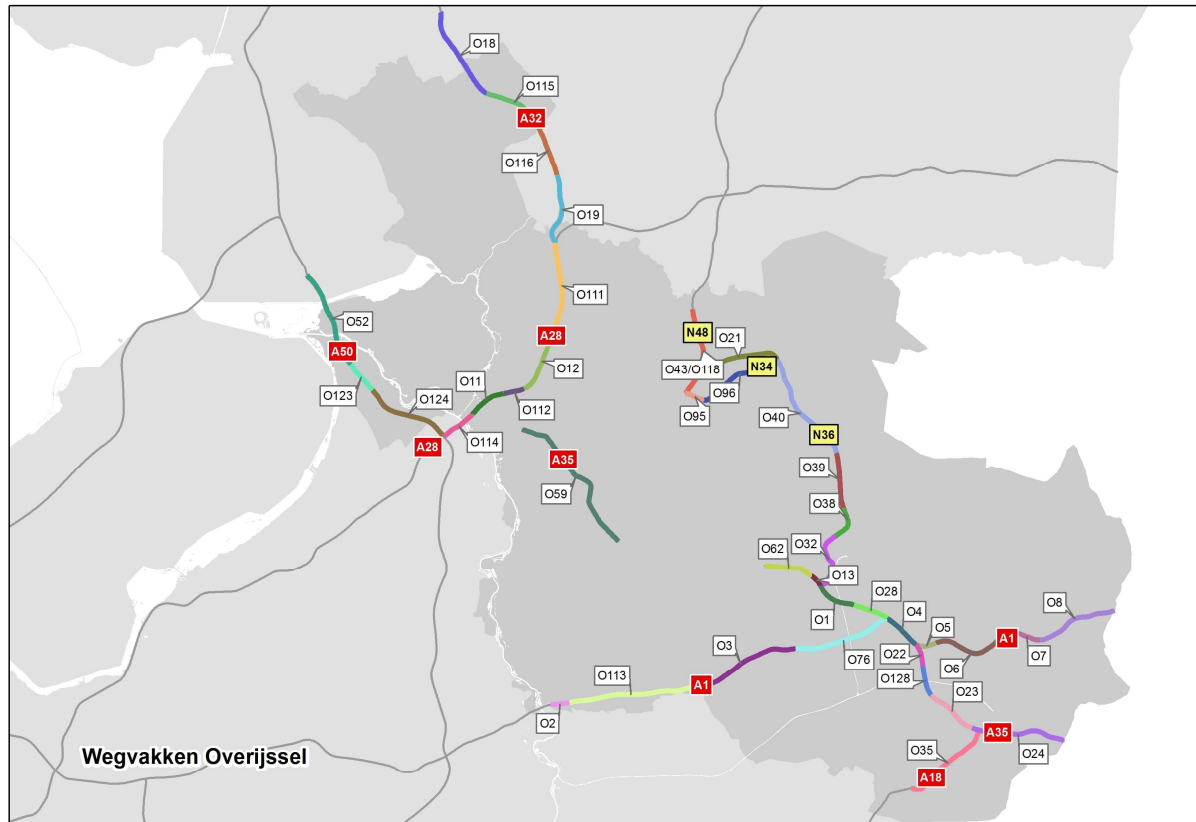 O18
O115
A32
O116
O19
O111
O52
A50
A28
N48
O21
N34
O43/O118
O12
O123
O11
O96
O124
O112
O95
O40
N36
A28
O114
A35
O39
O59
O38
O32
O62
O13
O28
O1
O4
O8
O5
A1
O3
O22
O76
O7
O6
O113
A1
O128
O23
O2
A35
O24
Wegvakken Overijssel
O35
A18